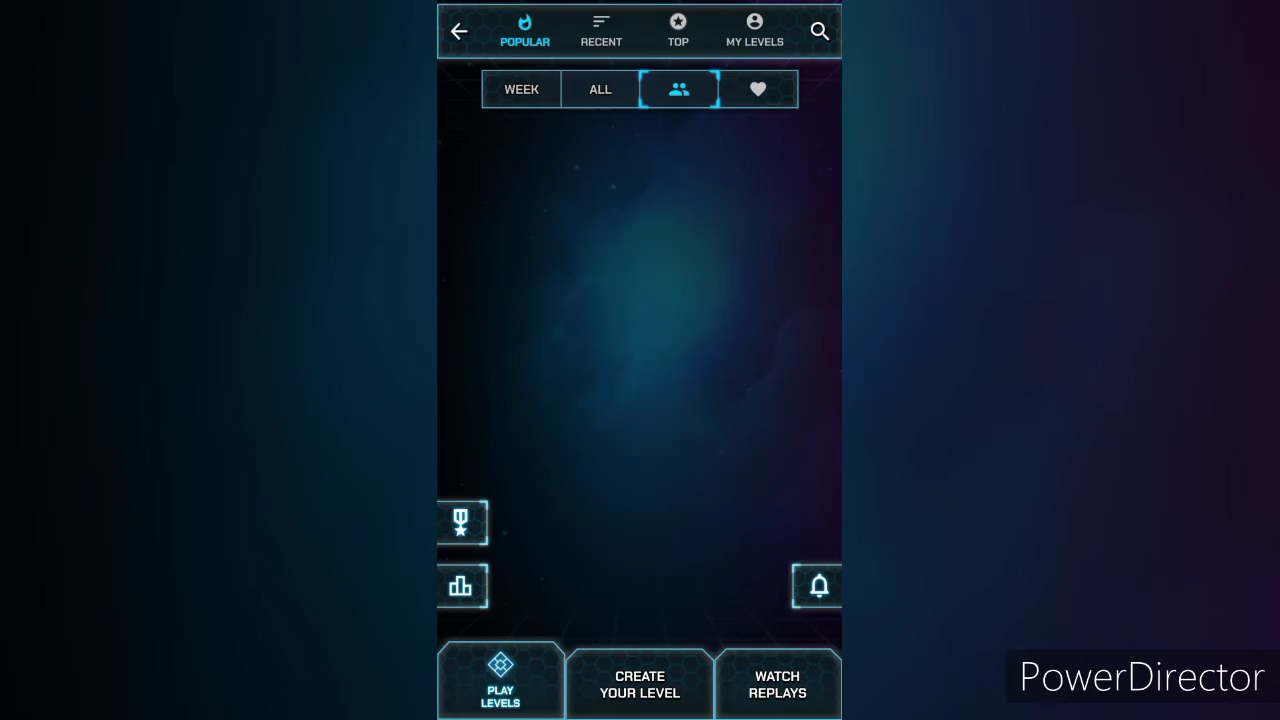 POPULAR
RECENT
TOP
MY LEVELS
WEEK
ALL
PLAY
LEVELS
CREATE
YOUR LEVEL
WATCH
REPLAYS
PowerDirector